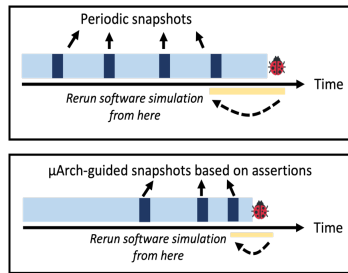 Periodic snapshots
Time
Rerun software simulation
from here
μArch-guided snapshots based on assertions
Time
Rerun software simulation
from here